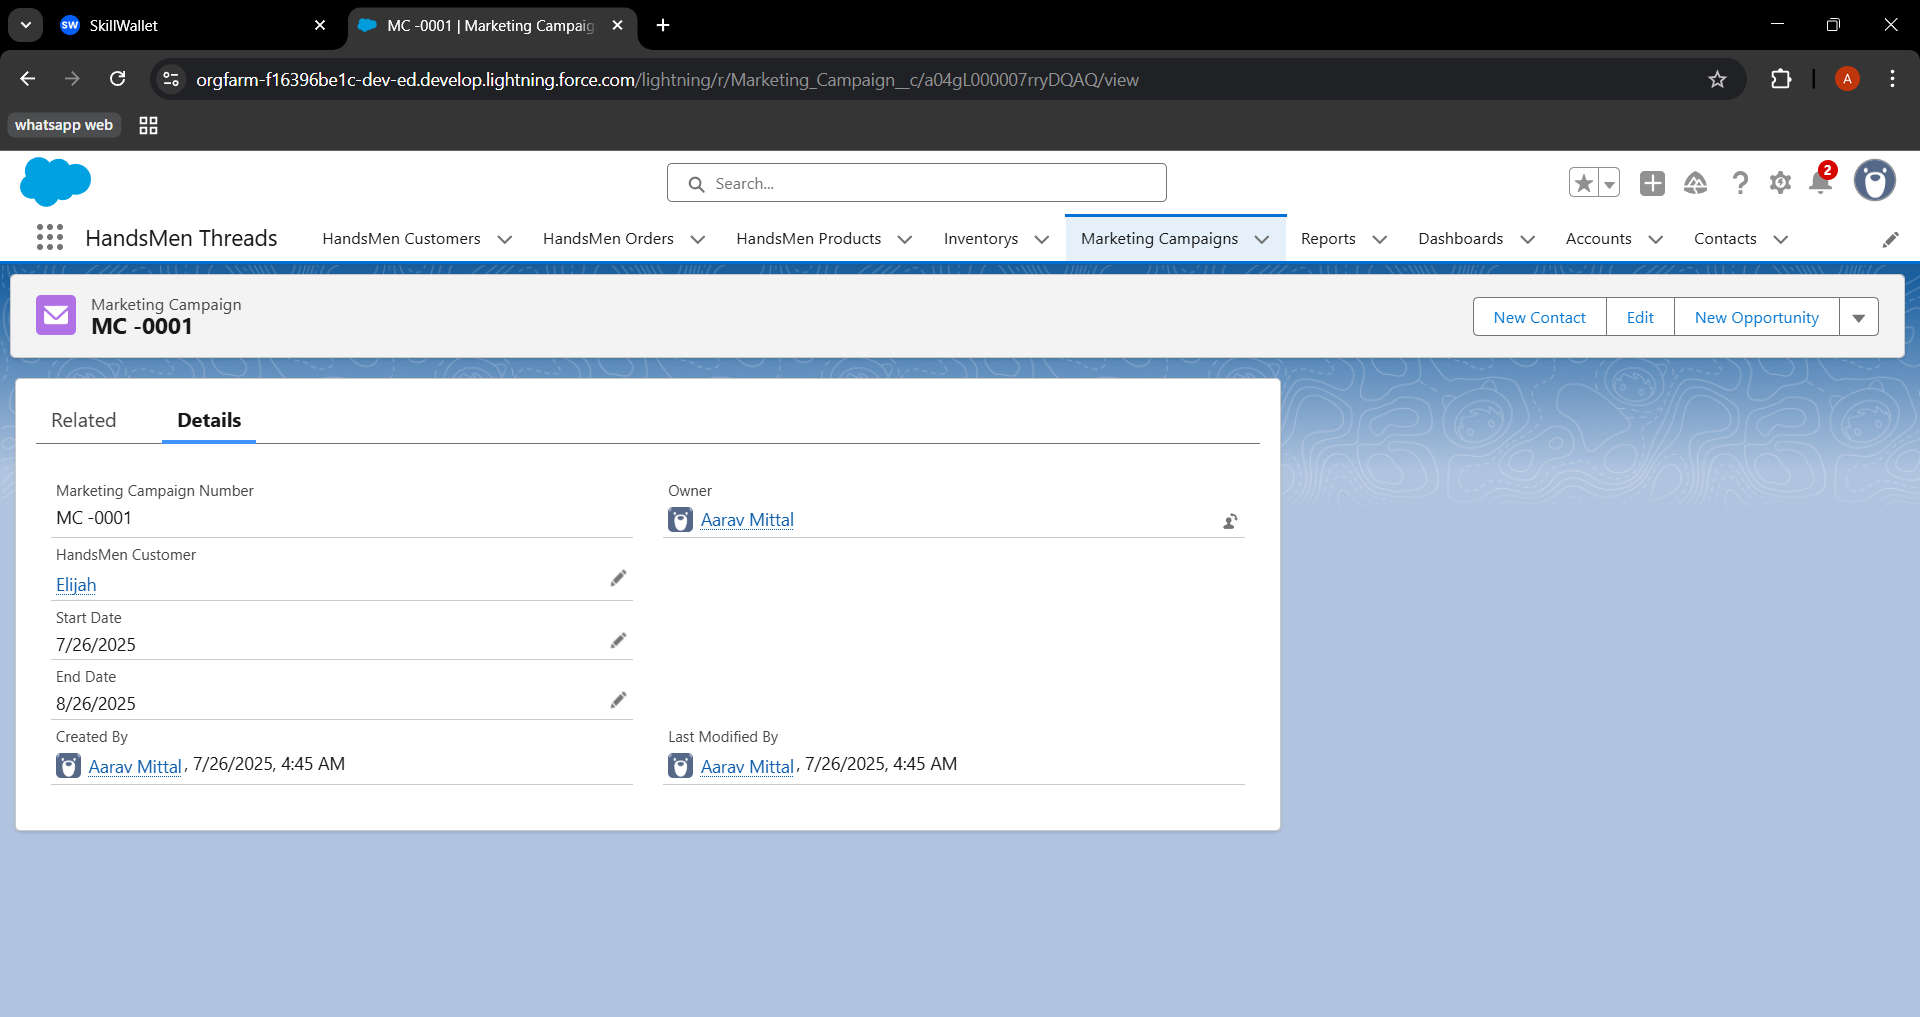 SW SkillWallet
MC -0001 | Marketing Campaig
orgfarm-f16396be1c-dev-ed.develop.lightning.force.com/lightning/r/Marketing_Campaign__c/a04gL000007rryDQAQ/view
A
whatsapp web
Search...
2
HandsMen Threads HandsMen Customers HandsMen Orders HandsMen Products Inventorys Marketing Campaigns Reports Dashboards Accounts Contacts
Marketing Campaign
MC -0001
New Contact Edit New Opportunity
Related Details
Marketing Campaign Number
MC -0001
Owner
Aarav Mittal
HandsMen Customer
Elijah
Start Date
7/26/2025
End Date
8/26/2025
Created By
Aarav Mittal, 7/26/2025, 4:45 AM
Last Modified By
Aarav Mittal, 7/26/2025, 4:45 AM